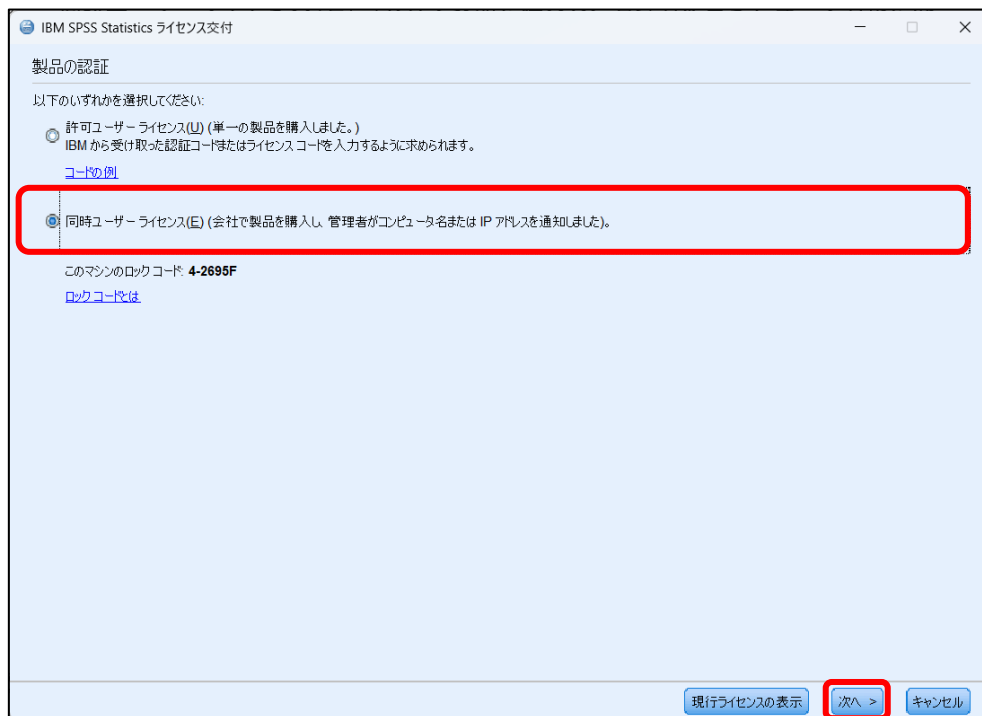 IBM SPSS Statistics ライセンス交付
製品の認証
以下のいずれかを選択してください:
許可ユーザー ライセンス(U) (単一の製品を購入しました。)
IBM から受け取った認証コードまたはライセンス コードを入力するように求められます。
コードの例
同時ユーザー ライセンス(E) (会社で製品を購入し、管理者がコンピュータ名または IP アドレスを通知しました)。
このマシンのロック コード: 4-2695F
ロック コードとは
現行ライセンスの表示
次へ >
キャンセル